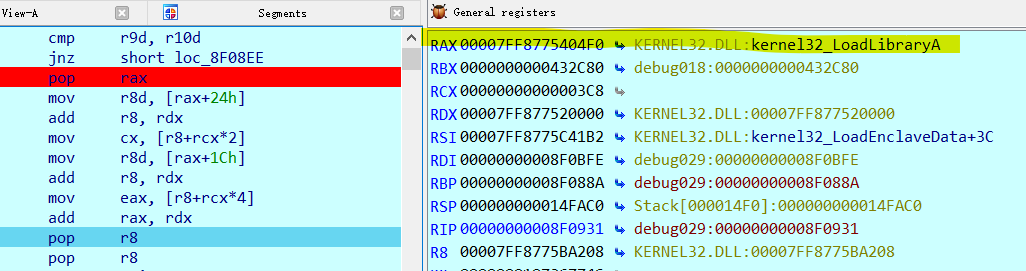 View-A Segments General registers
cmp r9d, r10d
jnz short loc_8F08EE
pop rax
mov r8d, [rax+24h]
add r8, rdx
mov cx, [r8+rcx*2]
mov r8d, [rax+1Ch]
add r8, rdx
mov eax, [r8+rcx*4]
add rax, rdx
pop r8
pop r8
RAX 00007FF8775404F0 KERNEL32.DLL:kernel32_LoadLibraryA
RBX 0000000000432C80 debug018:0000000000432C80
RCX 00000000000003C8
RDX 00007FF877520000 KERNEL32.DLL:00007FF877520000
RSI 00007FF8775C41B2 KERNEL32.DLL:kernel32_LoadEnclaveData+3C
RDI 00000000008F0BFE debug029:00000000008F0BFE
RBP 00000000008F088A debug029:00000000008F088A
RSP 000000000014FAC0 Stack[000014F0]:000000000014FAC0
RIP 00000000008F0931 debug029:00000000008F0931
R8 00007FF8775BA208 KERNEL32.DLL:00007FF8775BA208